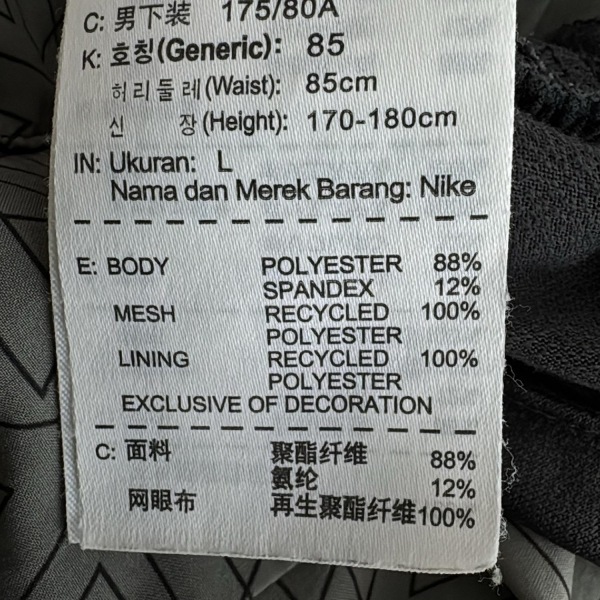 C: 男下装 175/80A
K: 호칭(Generic): 85
허리둘레(Waist): 85cm
신 장(Height): 170-180cm
IN: Ukuran: L
Nama dan Merek Barang: Nike
E: BODY POLYESTER 88%
SPANDEX 12%
MESH RECYCLED 100%
POLYESTER
LINING RECYCLED 100%
POLYESTER
EXCLUSIVE OF DECORATION
C: 面料 聚酯纤维 88%
氨纶 12%
网眼布 再生聚酯纤维100%